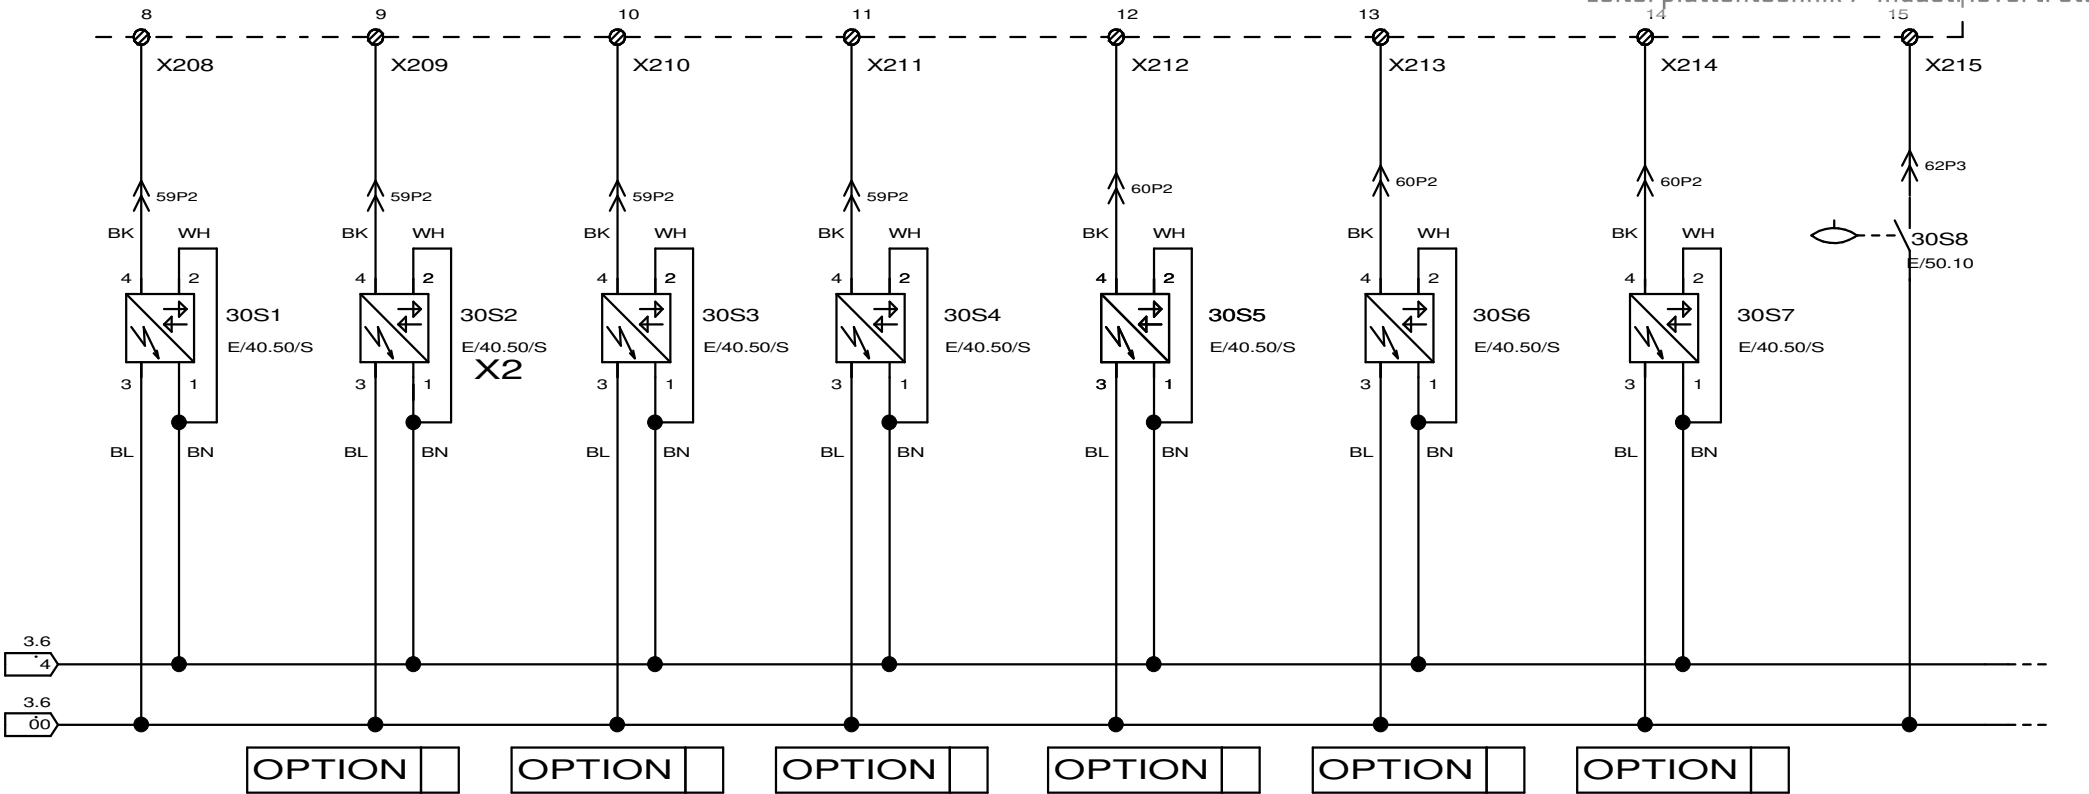 8 9 10 11 12 13 14 15
X208 X209 X210 X211 X212 X213 X214 X215
62P3
59P2 59P2 59P2 59P2 60P2 60P2 60P2
BK WH BK WH BK WH BK WH BK WH BK WH BK WH 30S8
E/50.10
4 2 4 2 4 2 4 2 4 2 4 2 4 2
30S1 30S2 30S3 30S4 30S5 30S6 30S7
E/40.50/S E/40.50/S E/40.50/S E/40.50/S E/40.50/S E/40.50/S E/40.50/S
X2
3 1 3 1 3 1 3 1 3 1 3 1 3 1
BL BN BL BN BL BN BL BN BL BN BL BN BL BN
3.6
4
3.6
00
OPTION OPTION OPTION OPTION OPTION OPTION